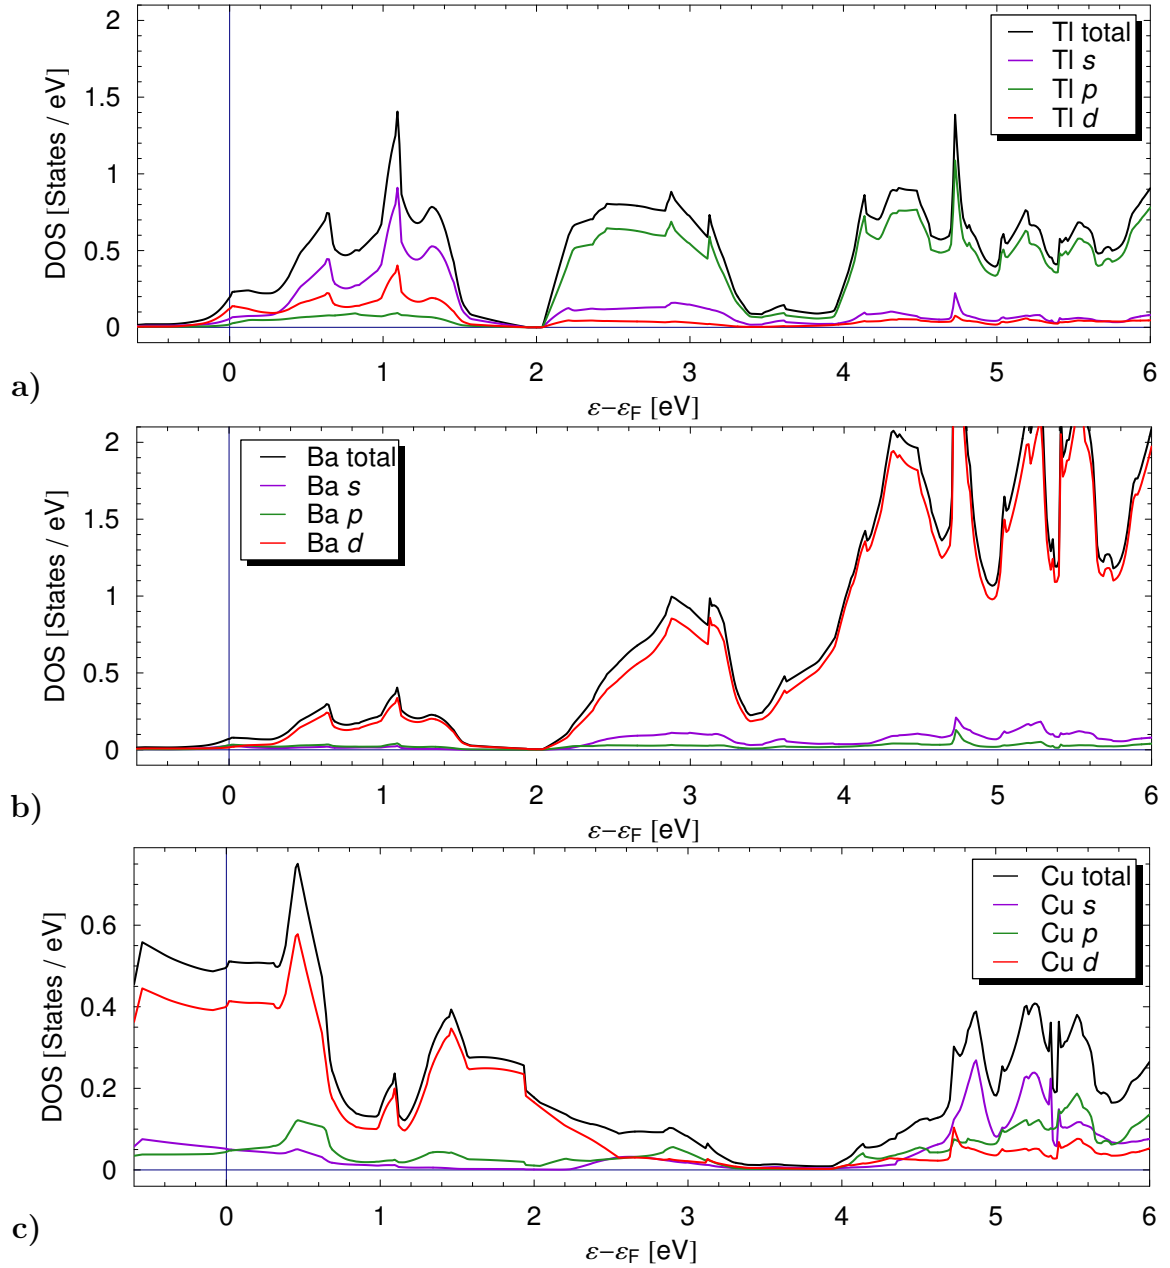 2
1.5
1
0.5
0
DOS [States / eV]
Tl total
Tl s
Tl p
Tl d
0 1 2 3 4 5 6
ε−εF [eV]
a)
2
1.5
1
0.5
0
DOS [States / eV]
Ba total
Ba s
Ba p
Ba d
0 1 2 3 4 5 6
ε−εF [eV]
b)
0.6
0.4
0.2
0
DOS [States / eV]
Cu total
Cu s
Cu p
Cu d
0 1 2 3 4 5 6
ε−εF [eV]
c)